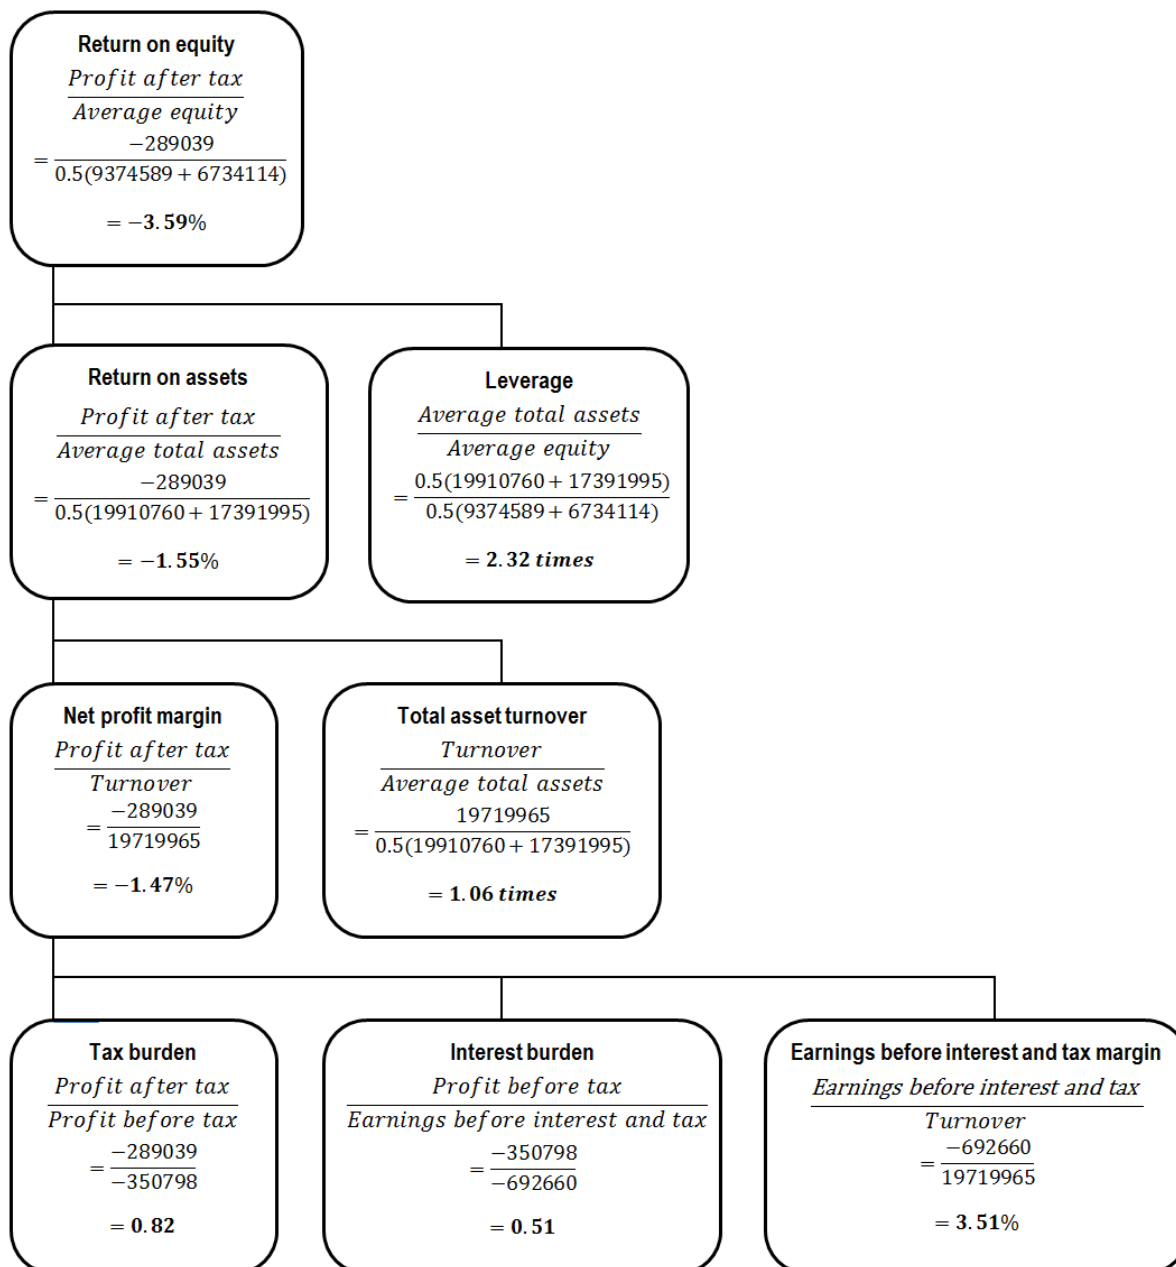 Return on equity
Profit after tax
Average equity
= −289039
0.5(9374589 + 6734114)
= −3.59%
Return on assets
Profit after tax
Average total assets
= −289039
0.5(19910760 + 17391995)
= −1.55%
Leverage
Average total assets
Average equity
= 0.5(19910760 + 17391995)
0.5(9374589 + 6734114)
= 2.32 times
Net profit margin
Profit after tax
Turnover
= −289039
19719965
= −1.47%
Total asset turnover
Turnover
Average total assets
= 19719965
0.5(19910760 + 17391995)
= 1.06 times
Tax burden
Profit after tax
Profit before tax
= −289039
−350798
= 0.82
Interest burden
Profit before tax
Earnings before interest and tax
= −350798
−692660
= 0.51
Earnings before interest and tax margin
Earnings before interest and tax
Turnover
= −692660
19719965
= 3.51%